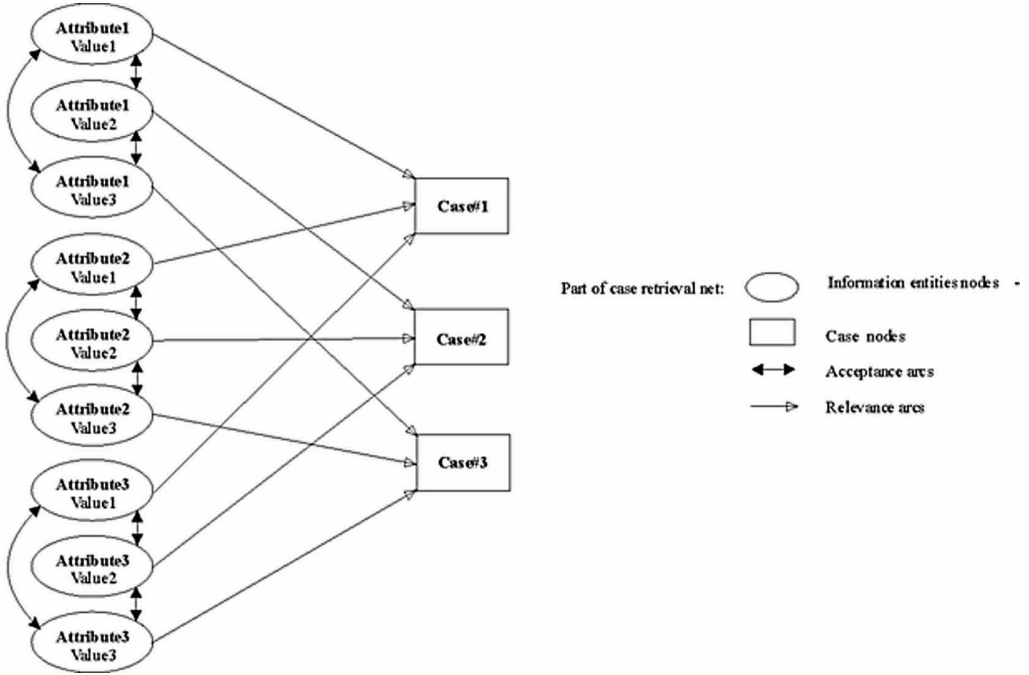 Attribute1
Value1
Attribute1
Value2
Attribute1
Value3
Attribute2
Value1
Attribute2
Value2
Attribute2
Value3
Attribute3
Value1
Attribute3
Value2
Attribute3
Value3
Case#1
Case#2
Case#3
Part of case retrieval net:
Information entities nodes -
Case nodes
Acceptance arcs
Relevance arcs